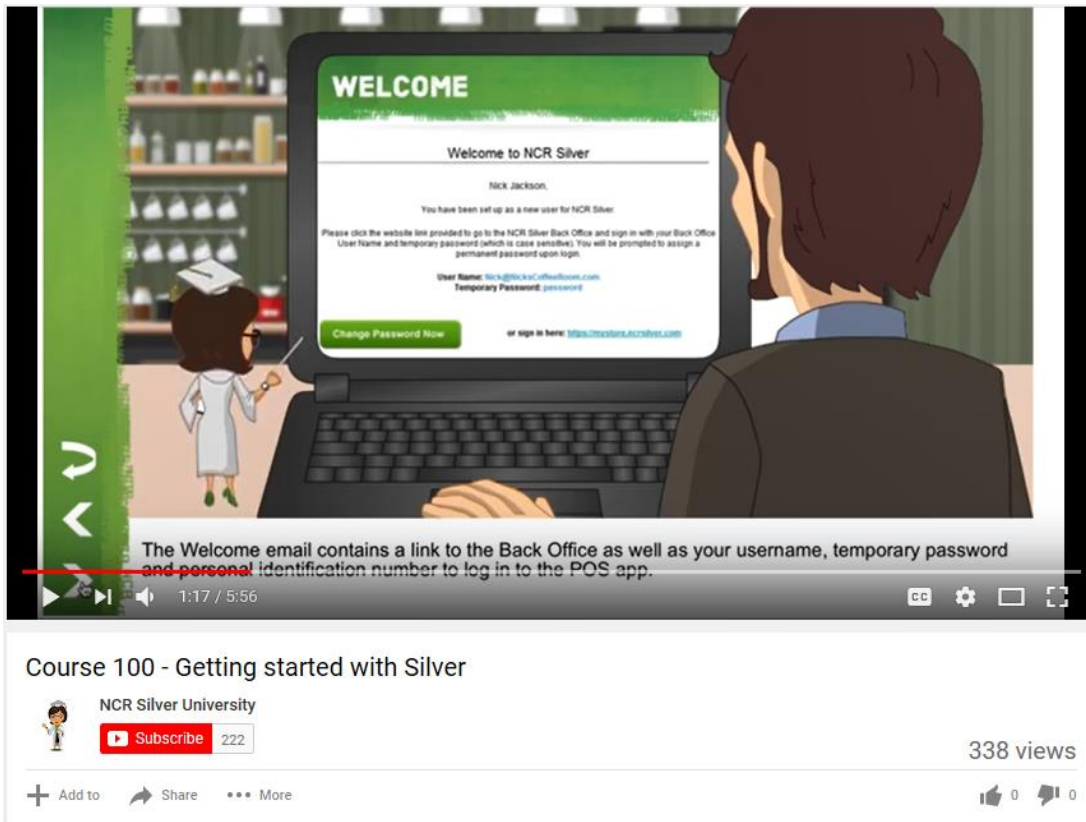 WELCOME
Welcome to NCR Silver
Nick Jackson,
You have been set up as a new user for NCR Silver.
Please click the website link provided to go to the NCR Silver Back Office and sign in with your Back Office
User Name and temporary password (which is case sensitive). You will be prompted to assign a
permanent password upon login.
User Name: Nick@NicksCoffeeRoom.com
Temporary Password: password
Change Password Now
or sign in here: https://mystore.ncrsilver.com
The Welcome email contains a link to the Back Office as well as your username, temporary password
and personal identification number to log in to the POS app.
1:17 / 5:56
CC
Course 100 - Getting started with Silver
NCR Silver University
Subscribe 222
338 views
Add to Share More
0 0